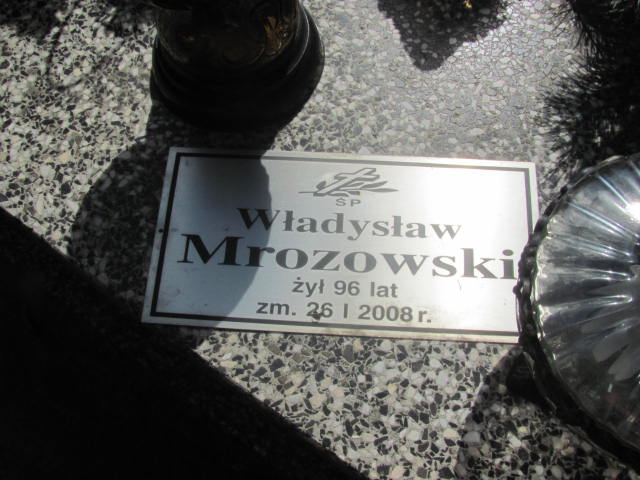 ŚP
Władysław
Mrozowski
żył 96 lat
zm. 26 I 2008 r.